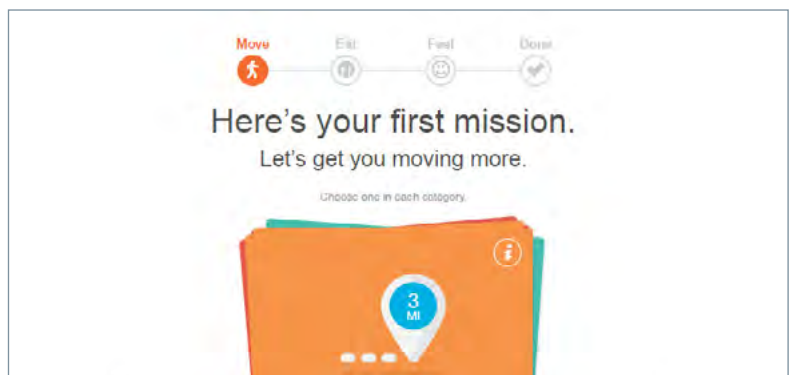 Move Eat Feel Done
Here's your first mission.
Let's get you moving more.
Choose one in each category.
i
3
MI